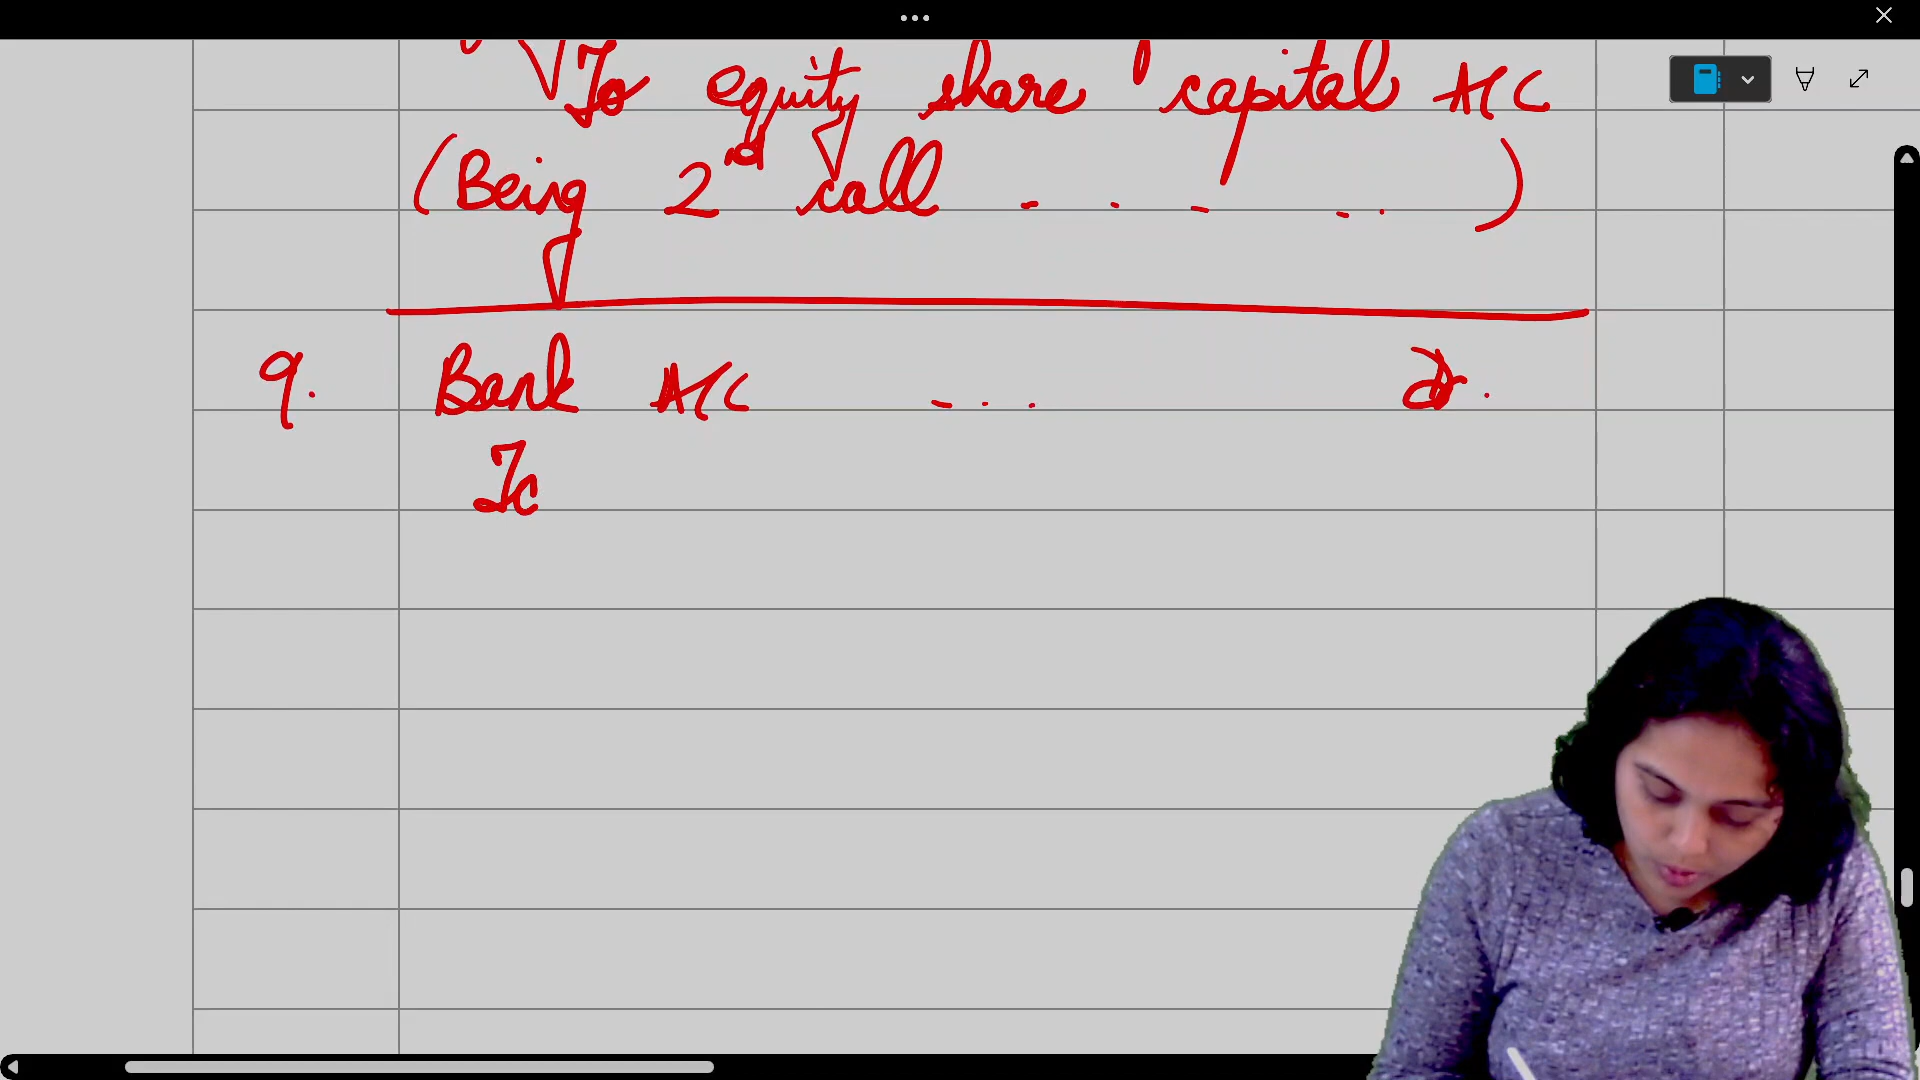 To equity share capital A/C
(Being 2nd call - . - - . )
9. Bank A/C - . . dr.
To